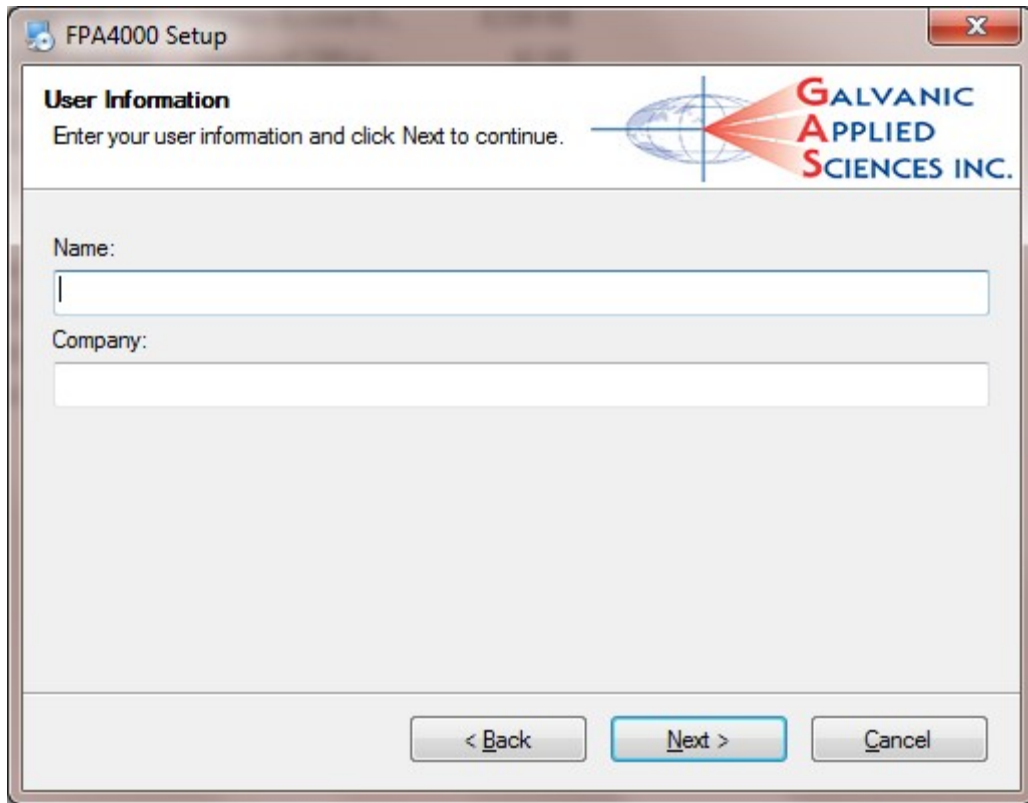 FPA4000 Setup
User Information
Enter your user information and click Next to continue.
GALVANIC
APPLIED
SCIENCES INC.
Name:
Company:
< Back
Next >
Cancel